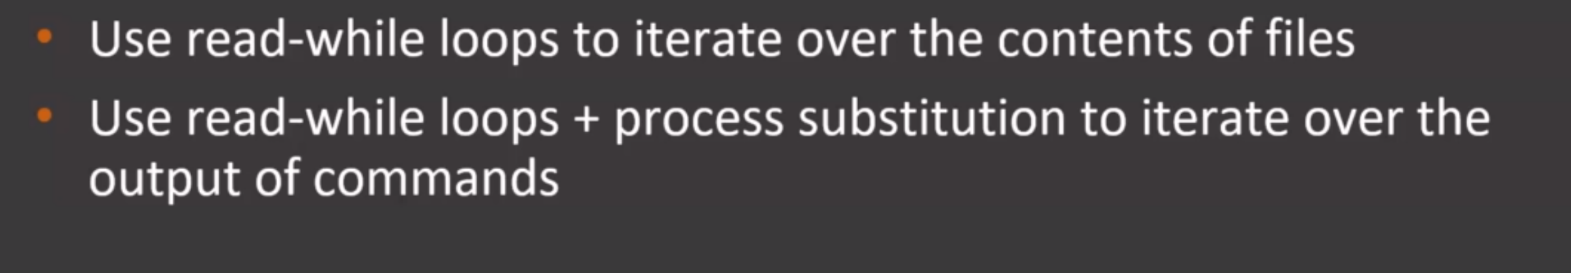 • Use read-while loops to iterate over the contents of files
• Use read-while loops + process substitution to iterate over the
output of commands